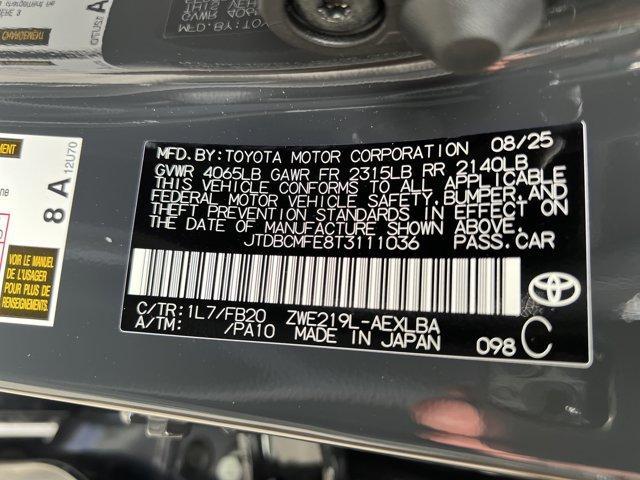 MFD.BY:TOYOTA MOTOR CORPORATION 08/25
GVWR 4065LB GAWR FR 2315LB RR 2140LB
THIS VEHICLE CONFORMS TO ALL APPLICABLE
FEDERAL MOTOR VEHICLE SAFETY,BUMPER,AND
THEFT PREVENTION STANDARDS IN EFFECT ON
THE DATE OF MANUFACTURE SHOWN ABOVE.
JTDBCMFE8T3111036 PASS.CAR
C/TR:1L7/FB20 ZWE219L-AEXLBA
A/TM: /PA10 MADE IN JAPAN 098 C
8 A
12U70
VOIR LE MANUEL
DE L'USAGER
POUR PLUS DE
RENSEIGNEMENTS